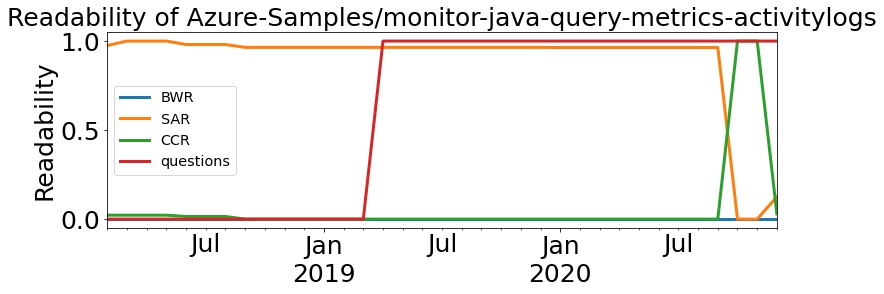 Readability of Azure-Samples/monitor-java-query-metrics-activitylogs
Readability
1.0
0.5
0.0
BWR
SAR
CCR
questions
Jul
Jan
2019
Jul
Jan
2020
Jul